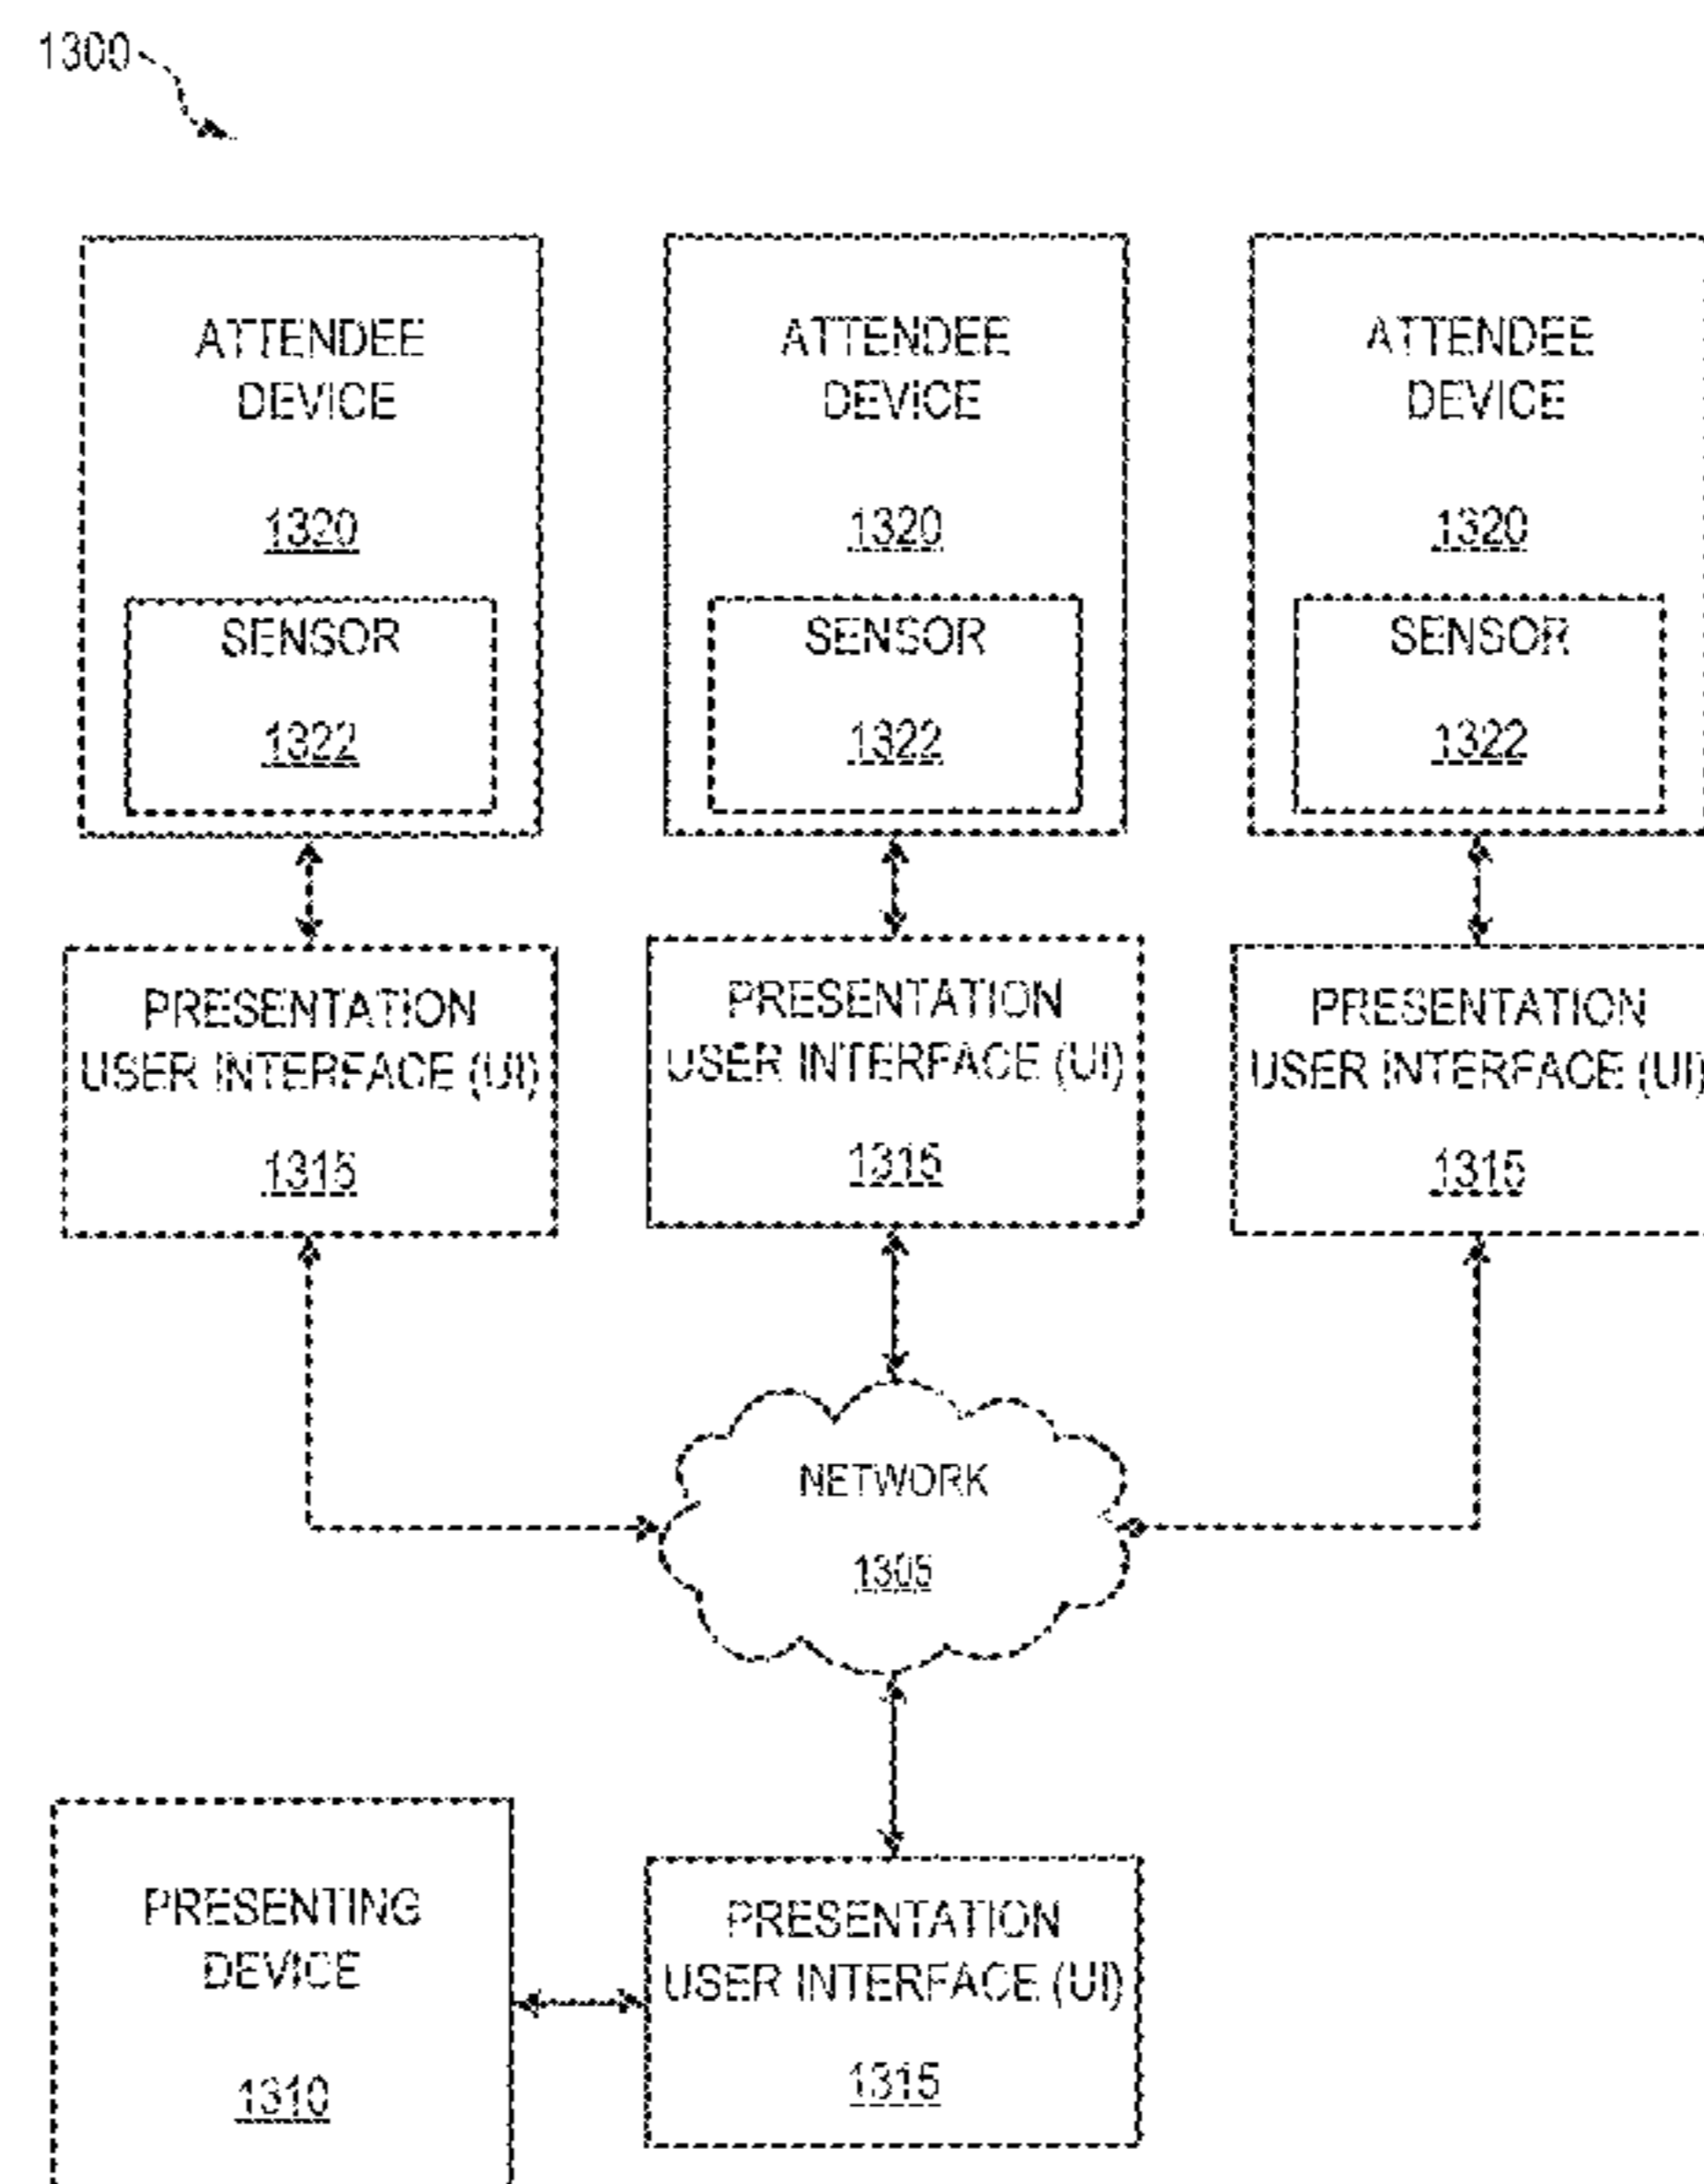 1300
ATTENDEE
DEVICE
1320
SENSOR
1322
ATTENDEE
DEVICE
1320
SENSOR
1322
ATTENDEE
DEVICE
1320
SENSOR
1322
PRESENTATION
USER INTERFACE (UI)
1315
PRESENTATION
USER INTERFACE (UI)
1315
PRESENTATION
USER INTERFACE (UI)
1315
NETWORK
1305
PRESENTING
DEVICE
1310
PRESENTATION
USER INTERFACE (UI)
1315